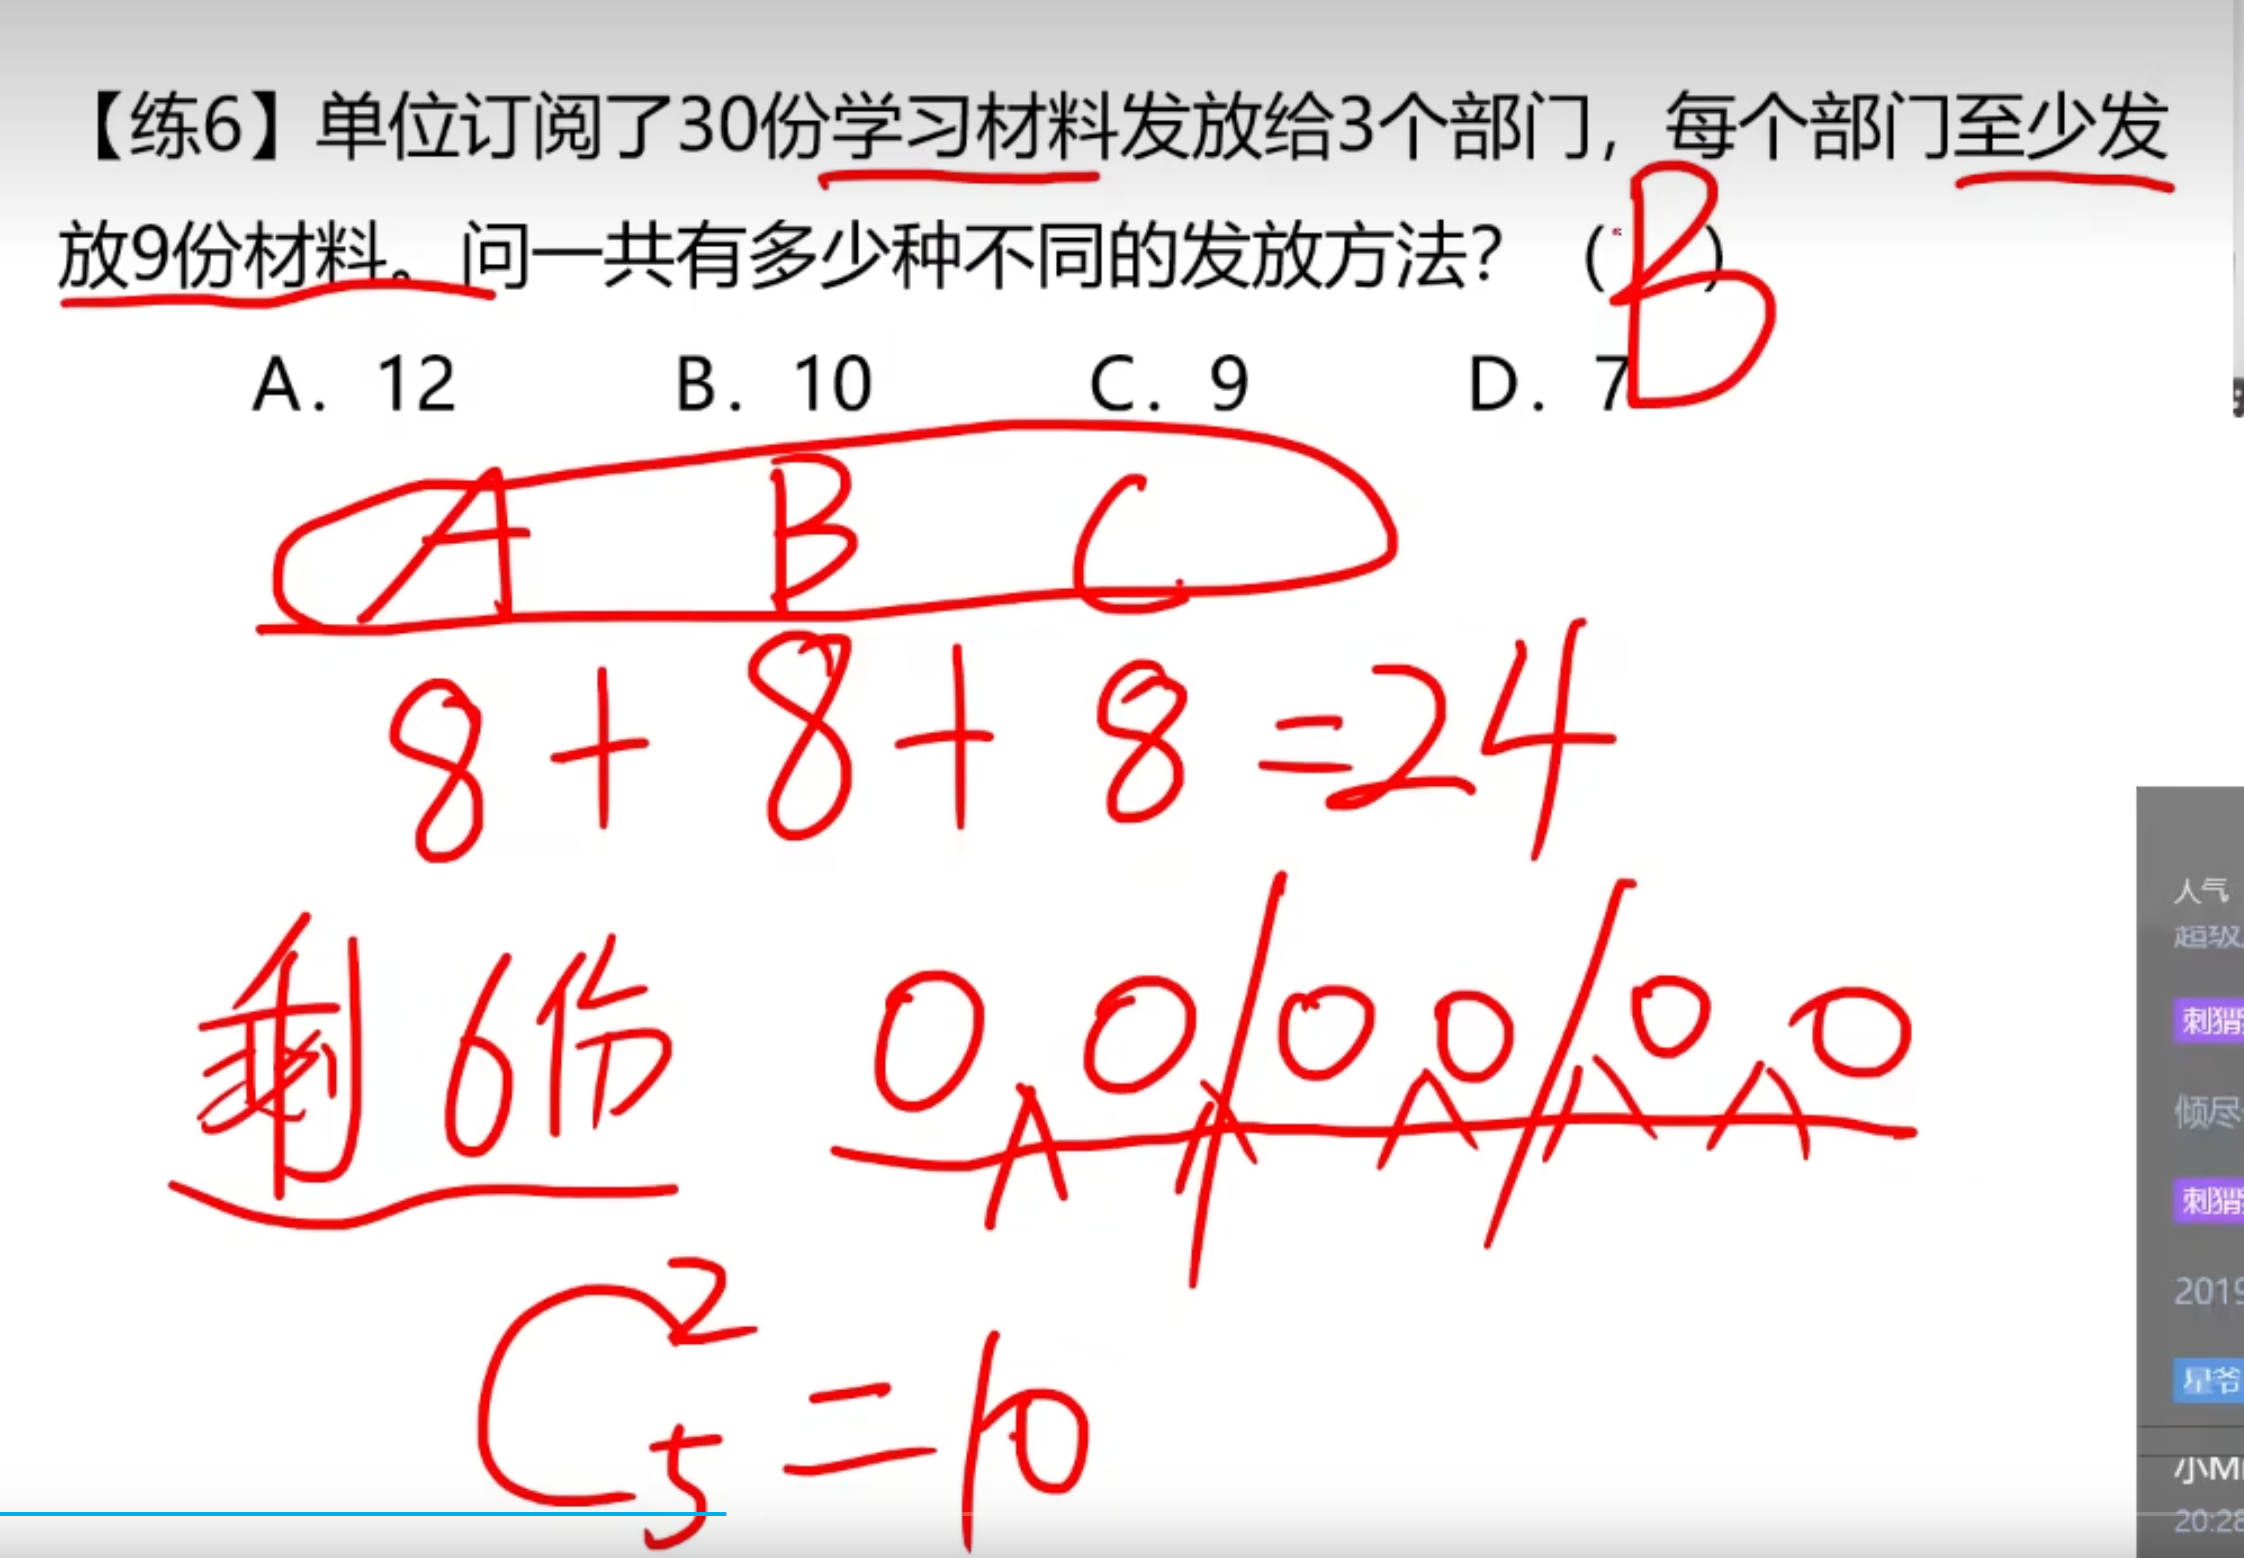 【练6】单位订阅了30份学习材料发放给3个部门，每个部门至少发
放9份材料。问一共有多少种不同的发放方法？（ ）
B
A. 12 B. 10 C. 9 D. 7
A B C
8+8+8=24
剩6份 0 0/0 0/0 0
C₅²=10
人气
超级
刺猬
倾尽
刺猬
2019
星爷
小M
20:28